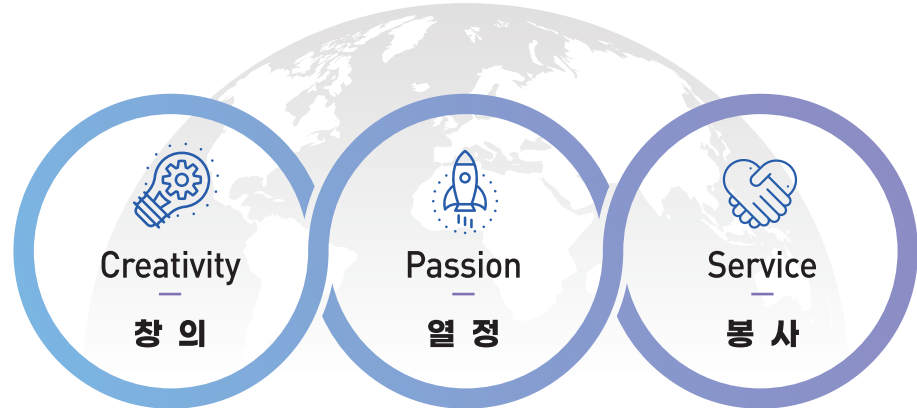 Creativity
창 의
Passion
열 정
Service
봉 사